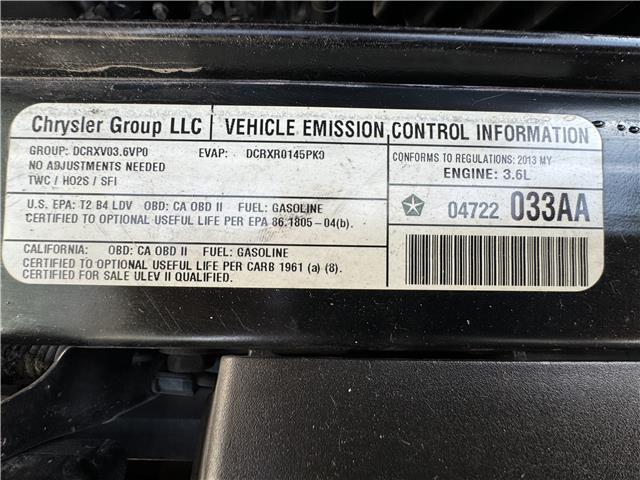 Chrysler Group LLC
VEHICLE EMISSION CONTROL INFORMATION
GROUP: DCRXV03.6VP0 EVAP: DCRXR0145PK0
NO ADJUSTMENTS NEEDED
TWC / HO2S / SFI
CONFORMS TO REGULATIONS: 2013 MY
ENGINE: 3.6L
U.S. EPA: T2 B4 LDV OBD: CA OBD II FUEL: GASOLINE
CERTIFIED TO OPTIONAL USEFUL LIFE PER EPA 86.1805-04(b).
04722 033AA
CALIFORNIA: OBD: CA OBD II FUEL: GASOLINE
CERTIFIED TO OPTIONAL USEFUL LIFE PER CARB 1961 (a) (8).
CERTIFIED FOR SALE ULEV II QUALIFIED.